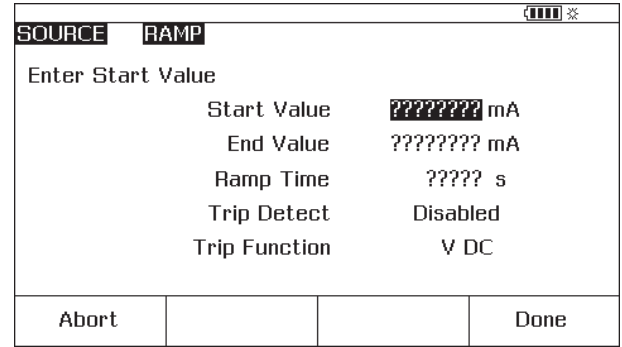 SOURCE RAMP
Enter Start Value
Start Value ???????? mA
End Value ???????? mA
Ramp Time ????? s
Trip Detect Disabled
Trip Function V DC
Abort Done